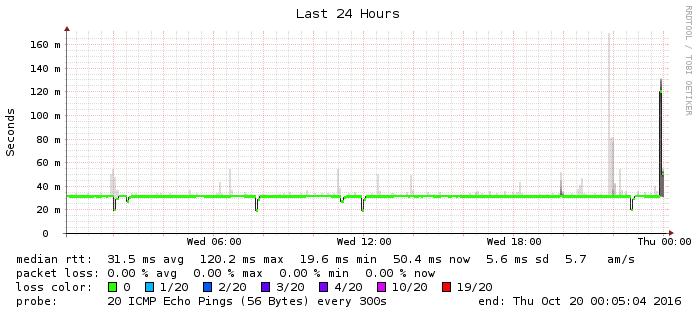 Last 24 Hours
RRDTOOL / TOBI OETIKER
Seconds
160 m
140 m
120 m
100 m
80 m
60 m
40 m
20 m
0
Wed 06:00 Wed 12:00 Wed 18:00 Thu 00:00
median rtt: 31.5 ms avg 120.2 ms max 19.6 ms min 50.4 ms now 5.6 ms sd 5.7 am/s
packet loss: 0.00 % avg 0.00 % max 0.00 % min 0.00 % now
loss color: 0 1/20 2/20 3/20 4/20 10/20 19/20
probe: 20 ICMP Echo Pings (56 Bytes) every 300s end: Thu Oct 20 00:05:04 2016